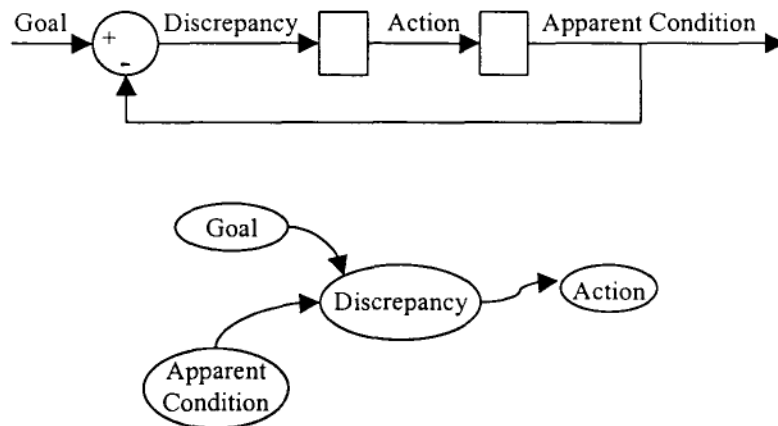 Goal Discrepancy Action Apparent Condition
+
-
Goal
Discrepancy
Action
Apparent
Condition